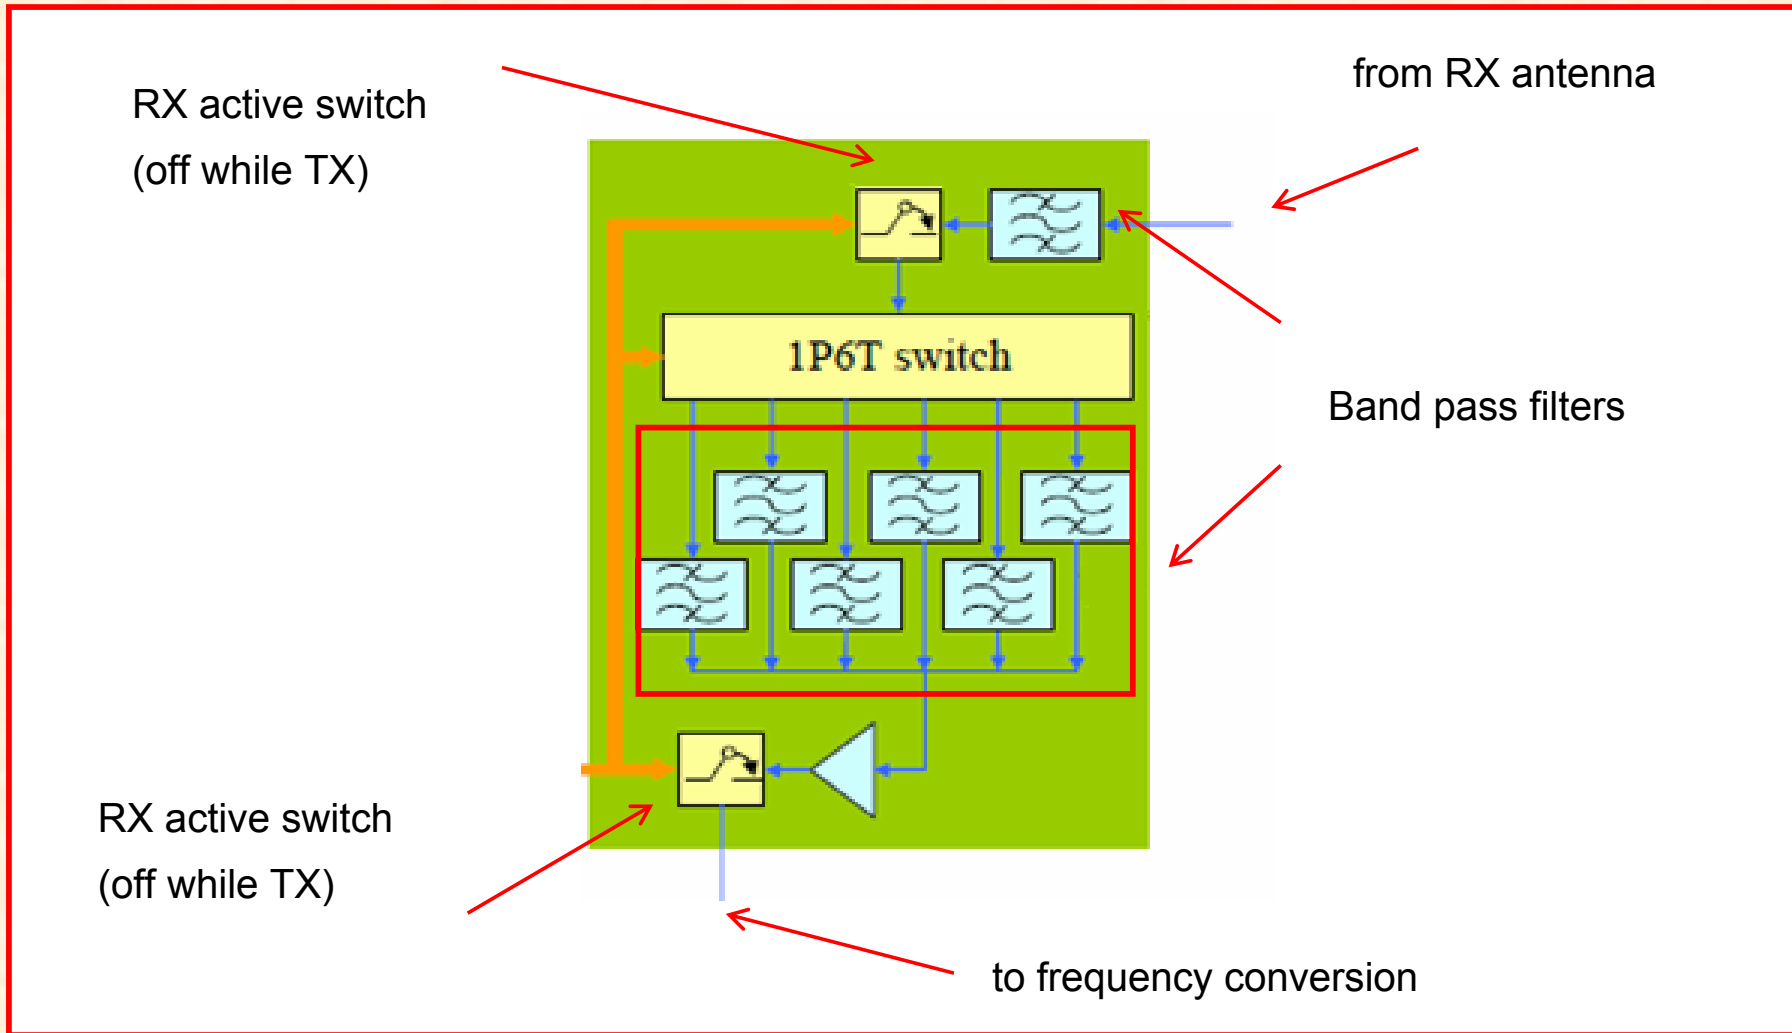 from RX antenna
RX active switch
(off while TX)
1P6T switch
Band pass filters
RX active switch
(off while TX)
to frequency conversion